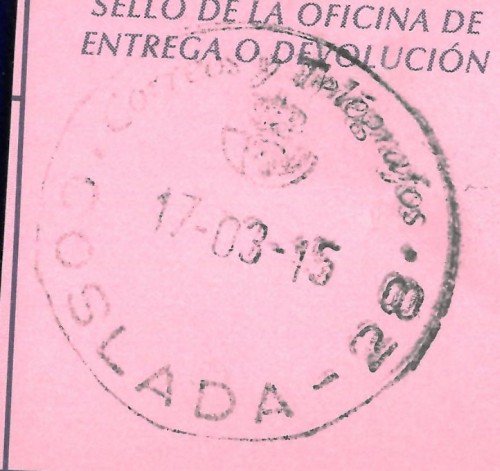 SELLO DE LA OFICINA DE
ENTREGA O DEVOLUCIÓN
Correos y Telégrafos
17-03-15
COSLADA - 28